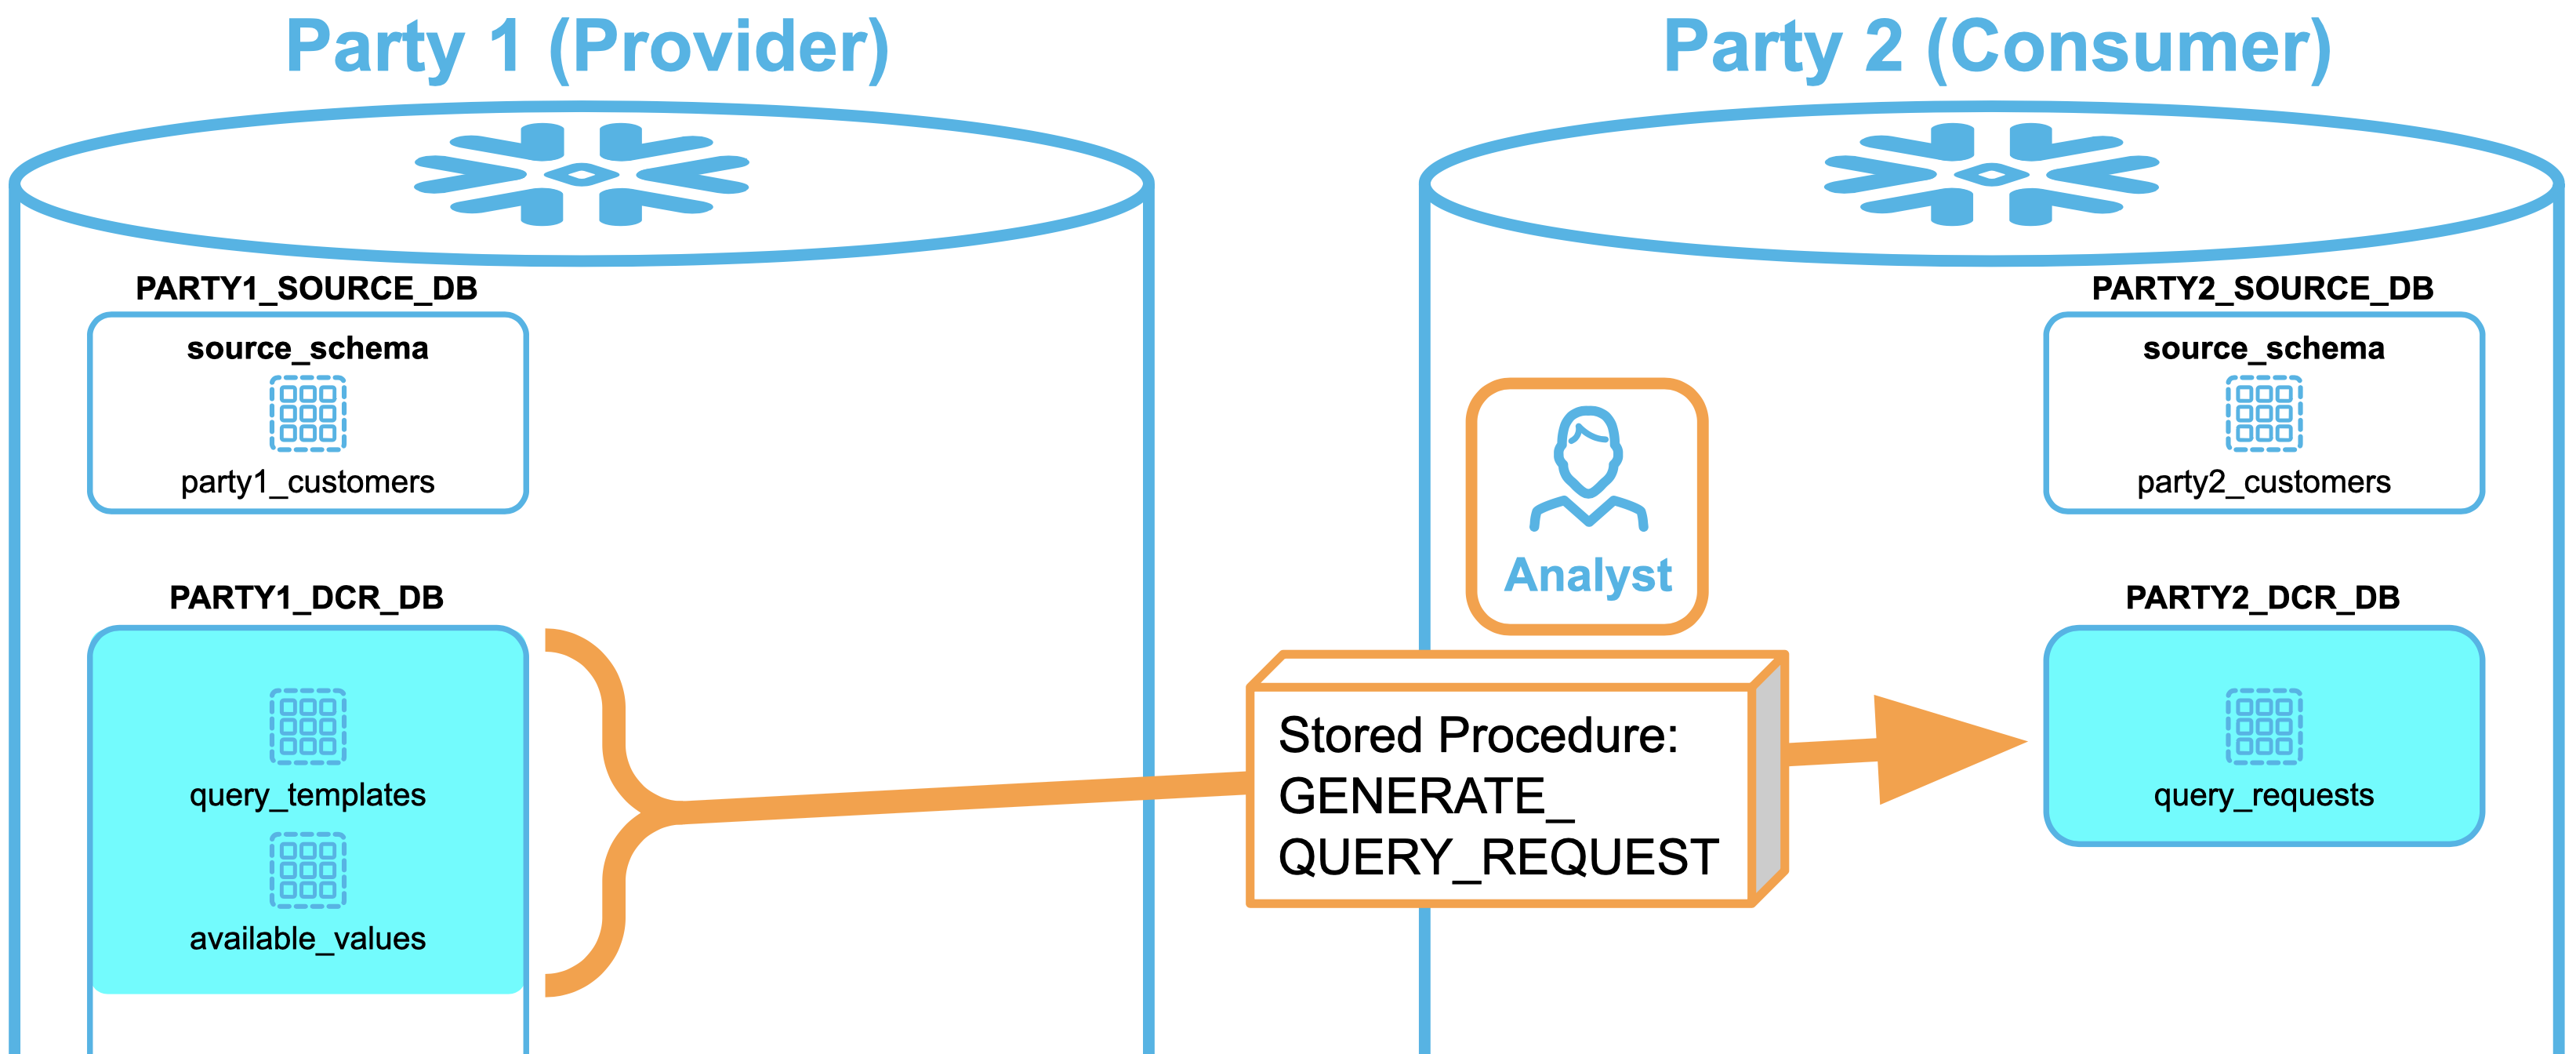 Party 1 (Provider)
Party 2 (Consumer)
PARTY1_SOURCE_DB
source_schema
party1_customers
PARTY1_DCR_DB
query_templates
available_values
Analyst
Stored Procedure:
GENERATE_
QUERY_REQUEST
PARTY2_SOURCE_DB
source_schema
party2_customers
PARTY2_DCR_DB
query_requests